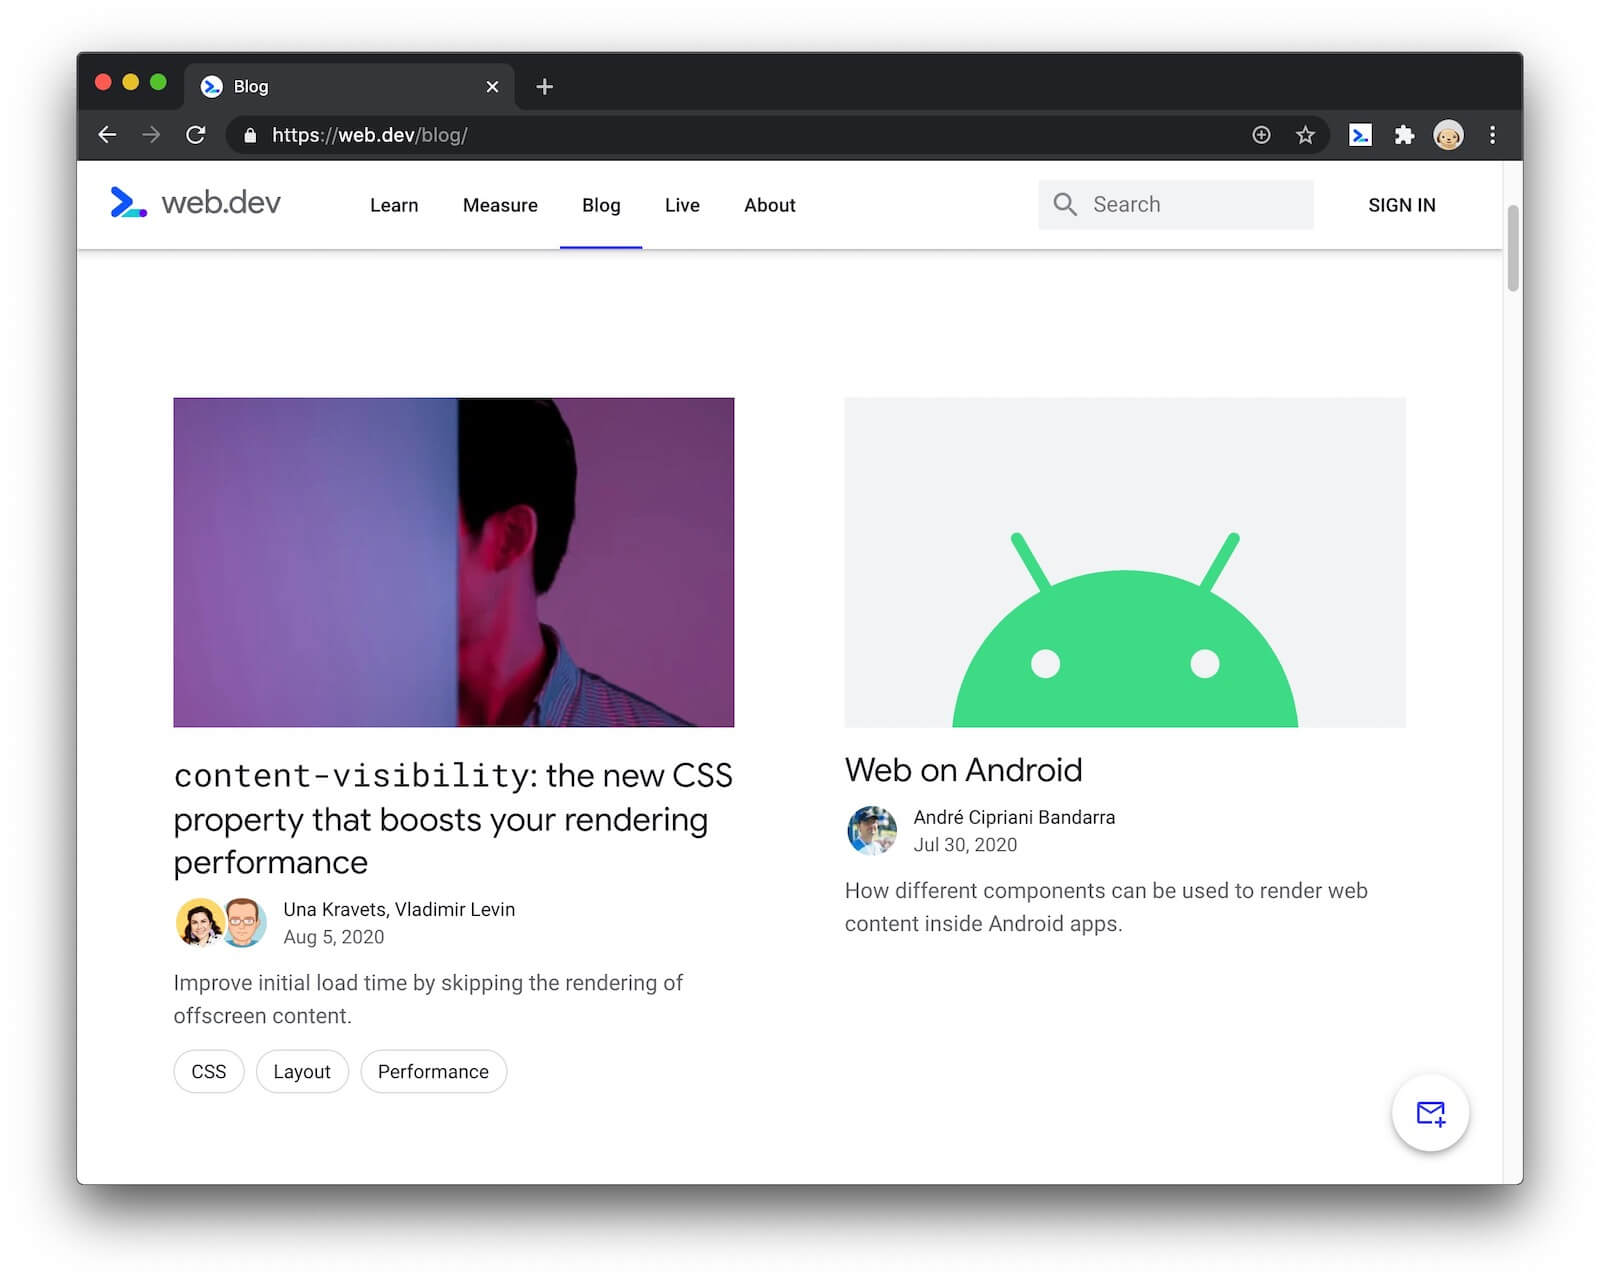 Blog
https://web.dev/blog/
web.dev
Learn
Measure
Blog
Live
About
Search
SIGN IN
content-visibility: the new CSS
property that boosts your rendering
performance
Una Kravets, Vladimir Levin
Aug 5, 2020
Improve initial load time by skipping the rendering of
offscreen content.
CSS
Layout
Performance
Web on Android
André Cipriani Bandarra
Jul 30, 2020
How different components can be used to render web
content inside Android apps.